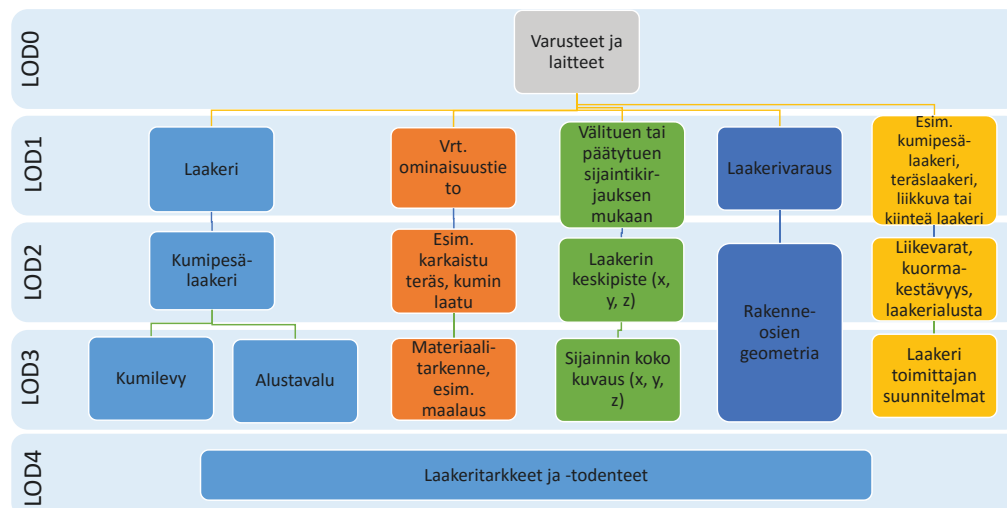 LOD0
Varusteet ja
laitteet
LOD1
Laakeri
Vrt.
ominaisuustie
to
Välituen tai
päätytuen
sijaintikir-
jauksen
mukaan
Laakerivaraus
Esim.
kumipesä-
laakeri,
teräslaakeri,
liikkuva tai
kiinteä laakeri
LOD2
Kumipesä-
laakeri
Esim.
karkaistu
teräs, kumin
laatu
Laakerin
keskipiste (x,
y, z)
Rakenne-
osien
geometria
Liikevarat,
kuorma-
kestävyys,
laakerialusta
LOD3
Kumilevy
Alustavalu
Materiaali-
tarkenne,
esim.
maalaus
Sijainnin koko
kuvaus (x, y,
z)
Laakeri
toimittajan
suunnitelmat
LOD4
Laakeritarkkeet ja -todenteet